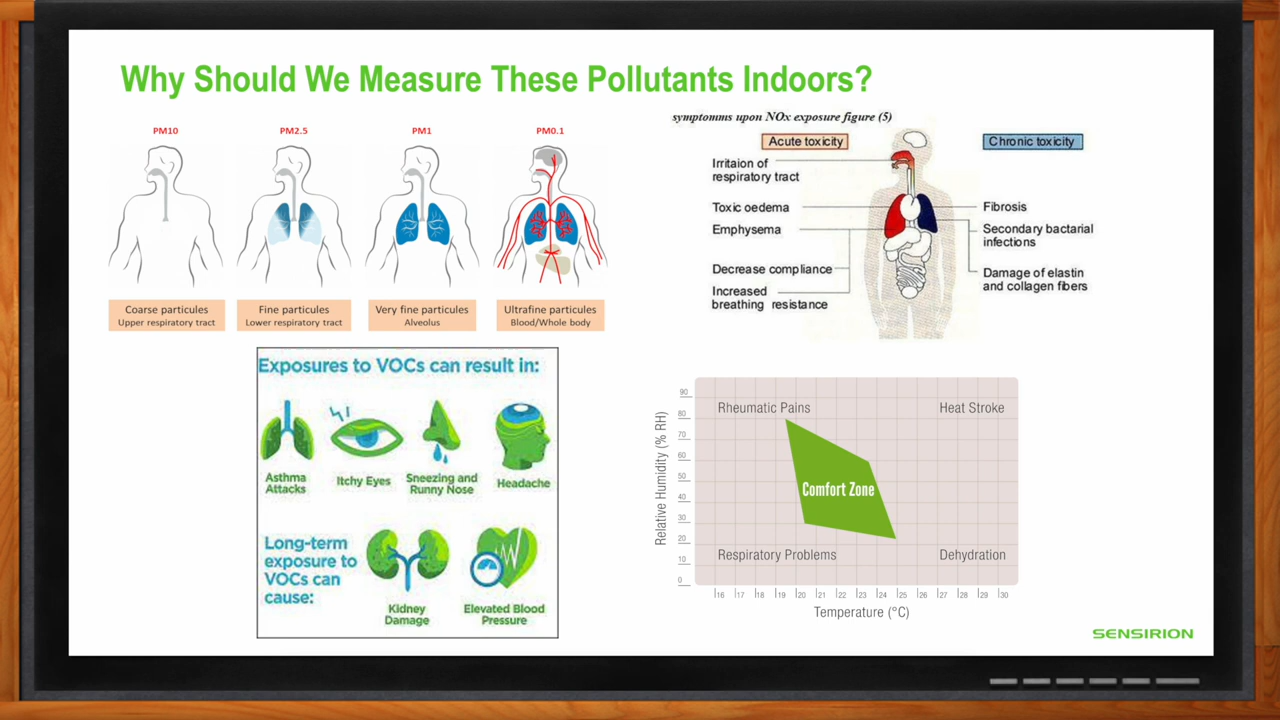 Why Should We Measure These Pollutants Indoors?
PM10
PM2.5
PM1
PM0.1
Coarse particules
Upper respiratory tract
Fine particules
Lower respiratory tract
Very fine particules
Alveolus
Ultrafine particules
Blood/Whole body
symptomms upon NOx exposure figure (5)
Acute toxicity
Chronic toxicity
Irritaion of
respiratory tract
Toxic oedema
Emphysema
Decrease compliance
Increased
breathing resistance
Fibrosis
Secondary bactarial
infections
Damage of elastin
and collagen fibers
Exposures to VOCs can result in:
Asthma
Attacks
Itchy Eyes
Sneezing and
Runny Nose
Headache
Long-term
exposure to
VOCs can
cause:
Kidney
Damage
Elevated Blood
Pressure
Relative Humidity (% RH)
90
80
70
60
50
40
30
20
10
0
Rheumatic Pains
Heat Stroke
Comfort Zone
Respiratory Problems
Dehydration
16 17 18 19 20 21 22 23 24 25 26 27 28 29 30
Temperature (°C)
SENSIRION